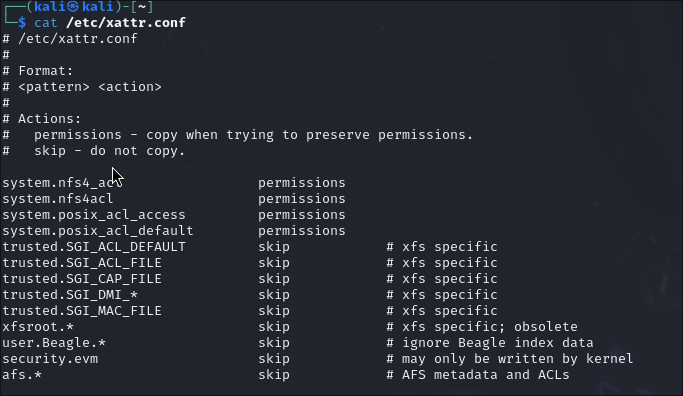 ┌──(kali㉿kali)-[~]
└─$ cat /etc/xattr.conf
# /etc/xattr.conf
#
# Format:
# <pattern> <action>
#
# Actions:
#   permissions - copy when trying to preserve permissions.
#   skip - do not copy.

system.nfs4_acl                 permissions
system.nfs4acl                  permissions
system.posix_acl_access         permissions
system.posix_acl_default        permissions
trusted.SGI_ACL_DEFAULT         skip            # xfs specific
trusted.SGI_ACL_FILE            skip            # xfs specific
trusted.SGI_CAP_FILE            skip            # xfs specific
trusted.SGI_DMI_*               skip            # xfs specific
trusted.SGI_MAC_FILE            skip            # xfs specific
xfsroot.*                       skip            # xfs specific; obsolete
user.Beagle.*                   skip            # ignore Beagle index data
security.evm                    skip            # may only be written by kernel
afs.*                           skip            # AFS metadata and ACLs